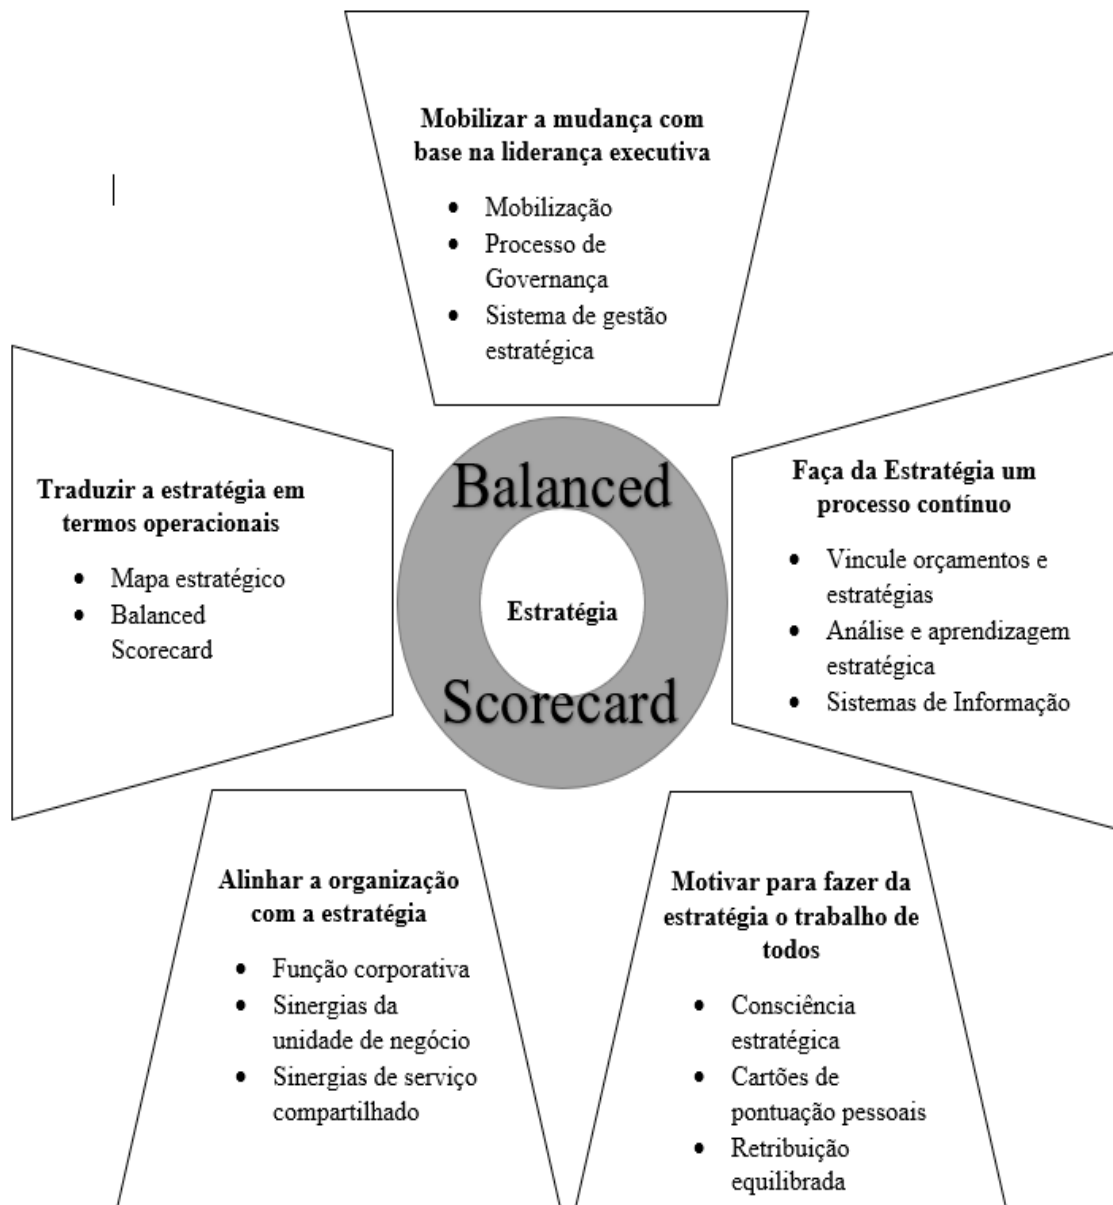 Mobilizar a mudança com
base na liderança executiva
• Mobilização
• Processo de
Governança
• Sistema de gestão
estratégica
Traduzir a estratégia em
termos operacionais
• Mapa estratégico
• Balanced
Scorecard
Balanced
Estratégia
Scorecard
Faça da Estratégia um
processo contínuo
• Vincule orçamentos e
estratégias
• Análise e aprendizagem
estratégica
• Sistemas de Informação
Alinhar a organização
com a estratégia
• Função corporativa
• Sinergias da
unidade de negócio
• Sinergias de serviço
compartilhado
Motivar para fazer da
estratégia o trabalho de
todos
• Consciência
estratégica
• Cartões de
pontuação pessoais
• Retribuição
equilibrada